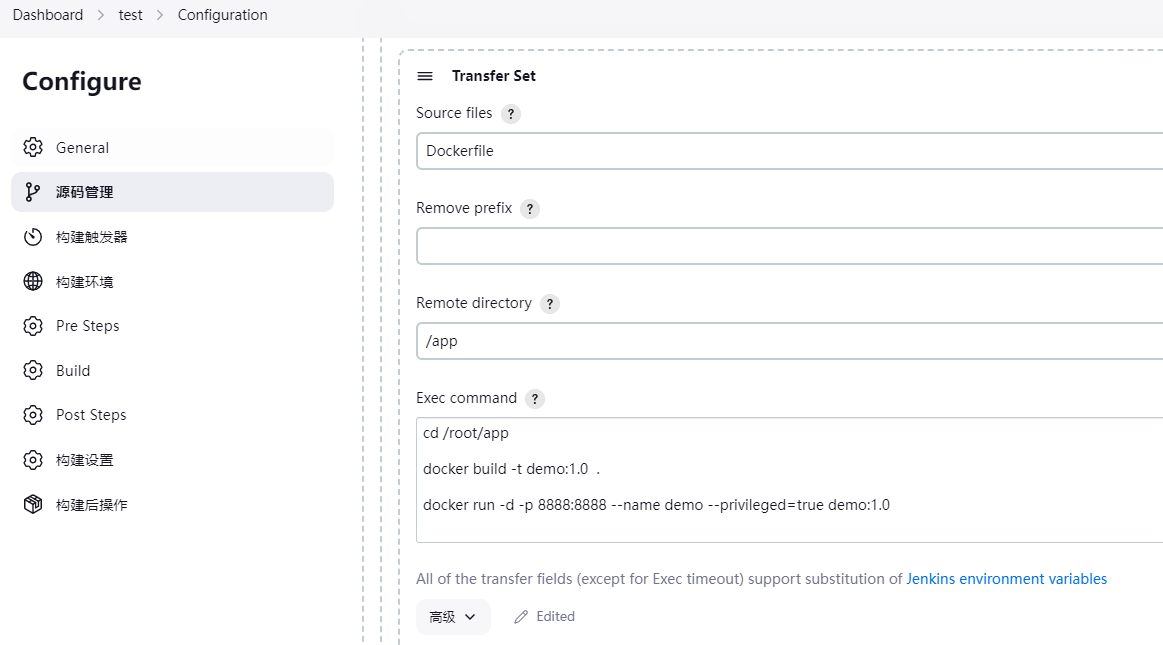 Dashboard > test > Configuration
Configure
General
源码管理
构建触发器
构建环境
Pre Steps
Build
Post Steps
构建设置
构建后操作
Transfer Set
Source files ?
Dockerfile
Remove prefix ?
Remote directory ?
/app
Exec command ?
cd /root/app
docker build -t demo:1.0 .
docker run -d -p 8888:8888 --name demo --privileged=true demo:1.0
All of the transfer fields (except for Exec timeout) support substitution of Jenkins environment variables
高级 Edited